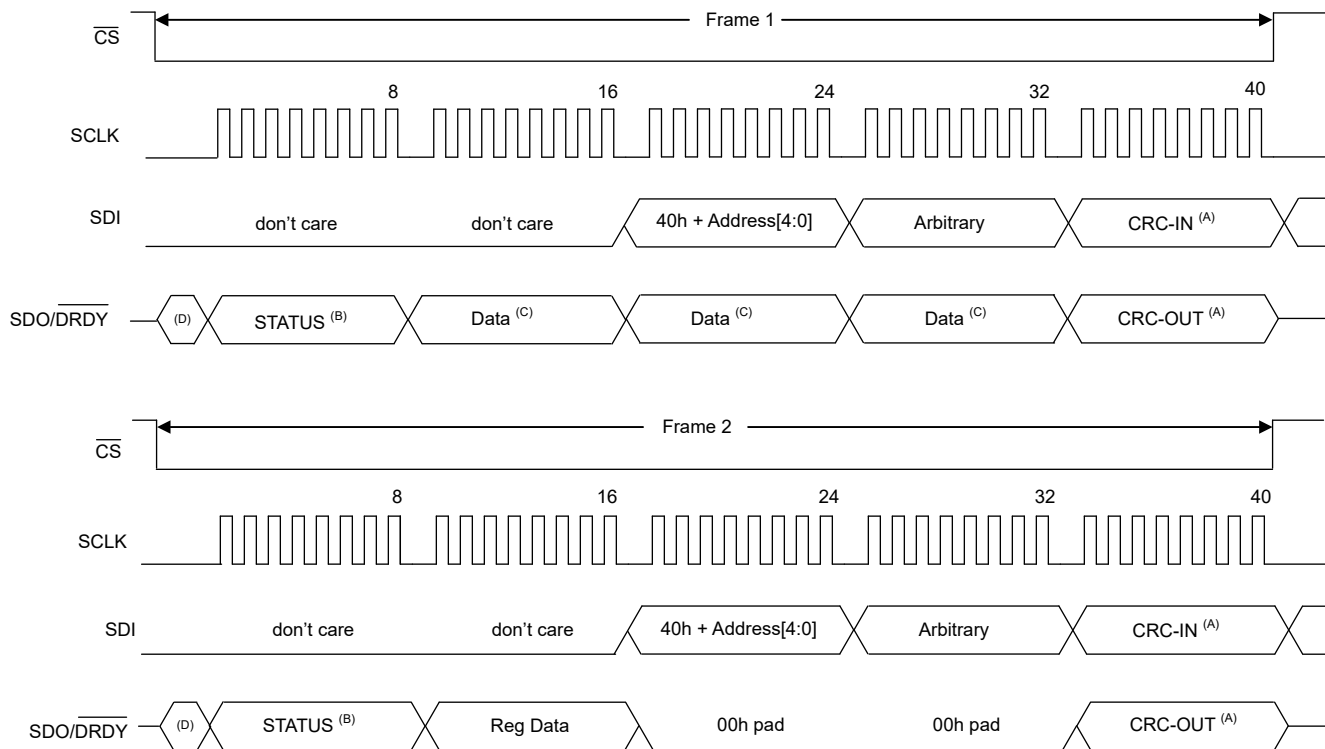 Frame 1
CS
8 16 24 32 40
SCLK
SDI don't care don't care 40h + Address[4:0] Arbitrary CRC-IN (A)
SDO/DRDY (D) STATUS (B) Data (C) Data (C) Data (C) CRC-OUT (A)
Frame 2
CS
8 16 24 32 40
SCLK
SDI don't care don't care 40h + Address[4:0] Arbitrary CRC-IN (A)
SDO/DRDY (D) STATUS (B) Reg Data 00h pad 00h pad CRC-OUT (A)